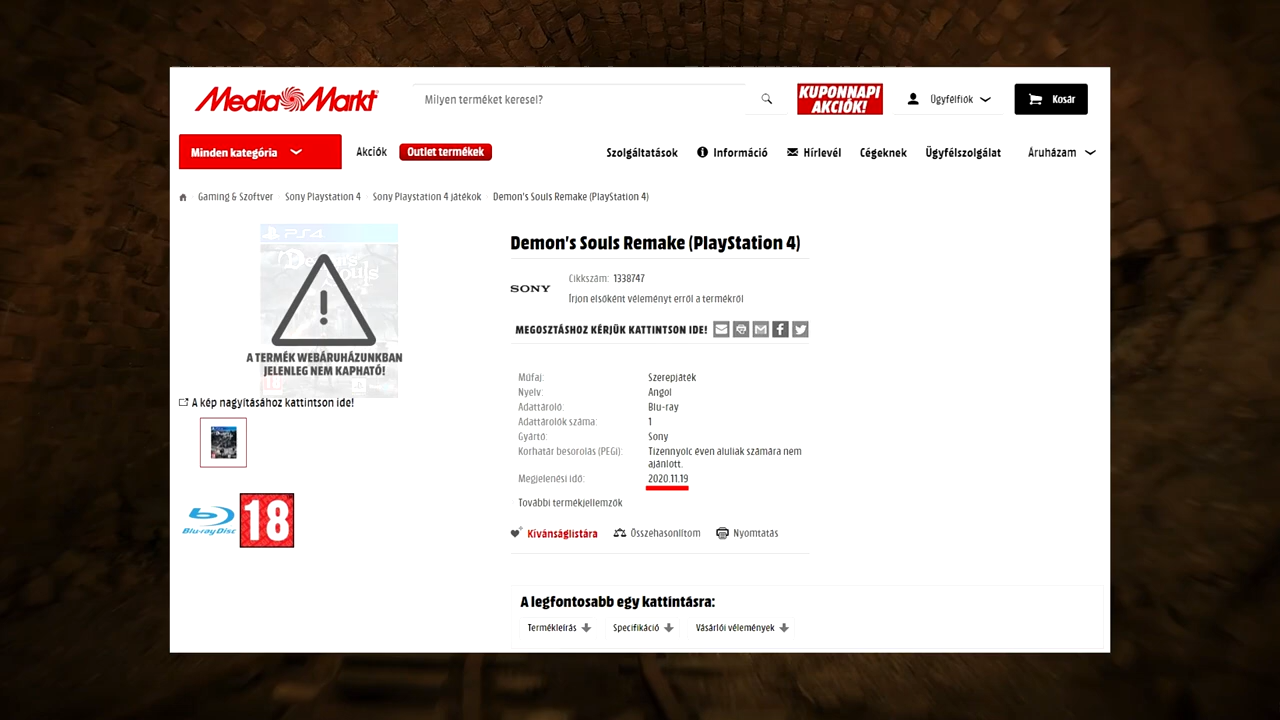 MediaMarkt
Milyen terméket keresel?
KUPONNAPI
AKCIÓK!
Ügyfélfiók
Kosár
Minden kategória
Akciók
Outlet termékek
Szolgáltatások
Információ
Hírlevél
Cégeknek
Ügyfélszolgálat
Áruházam
Gaming & Szoftver
Sony Playstation 4
Sony Playstation 4 játékok
Demon's Souls Remake (PlayStation 4)
PS4
Demon's
Souls
A TERMÉK WEBÁRUHÁZUNKBAN
JELENLEG NEM KAPHATÓ!
18
A kép nagyításához kattintson ide!
Blu-ray Disc
18
Demon's Souls Remake (PlayStation 4)
SONY
Cikkszám: 1338747
Írjon elsőként véleményt erről a termékről
MEGOSZTÁSHOZ KÉRJÜK KATTINTSON IDE!
Műfaj: Szerepjáték
Nyelv: Angol
Adattároló: Blu-ray
Adattárolók száma: 1
Gyártó: Sony
Korhatár besorolás (PEGI): Tizennyolc éven aluliak számára nem
ajánlott.
Megjelenési idő: 2020.11.19
További termékjellemzők
Kívánságlistára
Összehasonlítom
Nyomtatás
A legfontosabb egy kattintásra:
Termékleírás
Specifikáció
Vásárlói vélemények